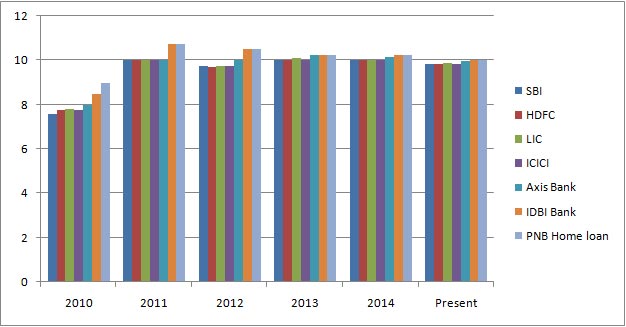 12
10
8
6
4
2
0
2010 2011 2012 2013 2014 Present
SBI
HDFC
LIC
ICICI
Axis Bank
IDBI Bank
PNB Home loan